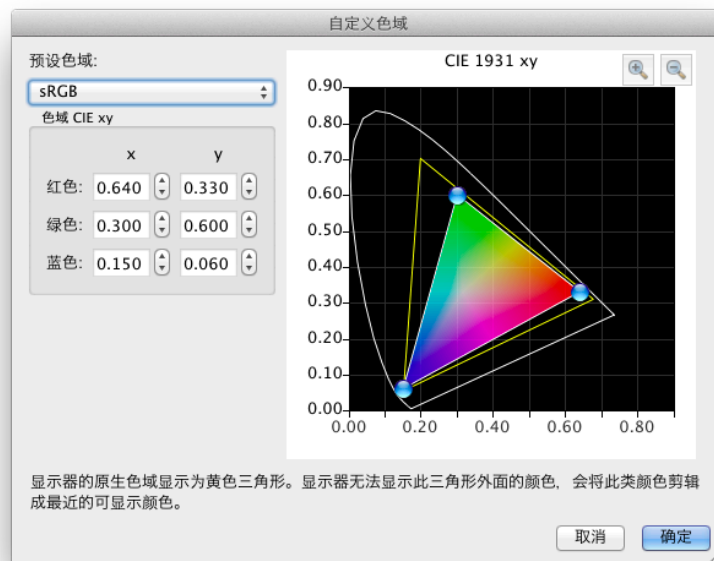 自定义色域
预设色域:
sRGB
色域 CIE xy
x y
红色: 0.640 0.330
绿色: 0.300 0.600
蓝色: 0.150 0.060
CIE 1931 xy
0.90
0.80
0.70
0.60
0.50
0.40
0.30
0.20
0.10
0.00
0.00 0.20 0.40 0.60 0.80
显示器的原生色域显示为黄色三角形。显示器无法显示此三角形外面的颜色，会将此类颜色剪辑
成最近的可显示颜色。
取消 确定